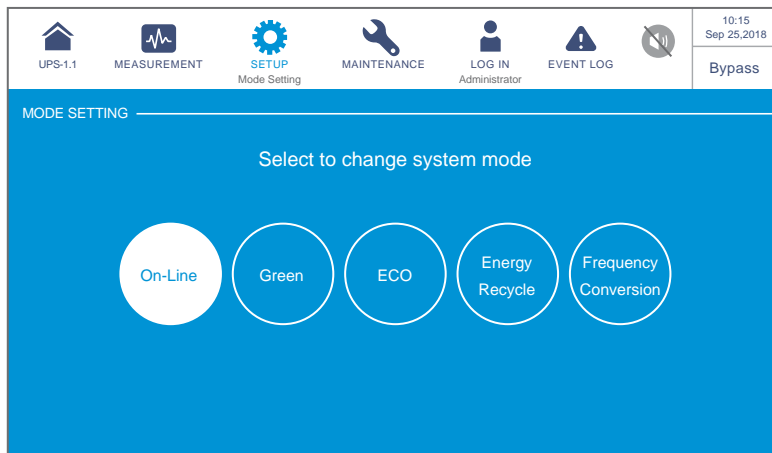 10:15
Sep 25,2018
UPS-1.1
MEASUREMENT
SETUP
Mode Setting
MAINTENANCE
LOG IN
Administrator
EVENT LOG
Bypass
MODE SETTING
Select to change system mode
On-Line
Green
ECO
Energy
Recycle
Frequency
Conversion